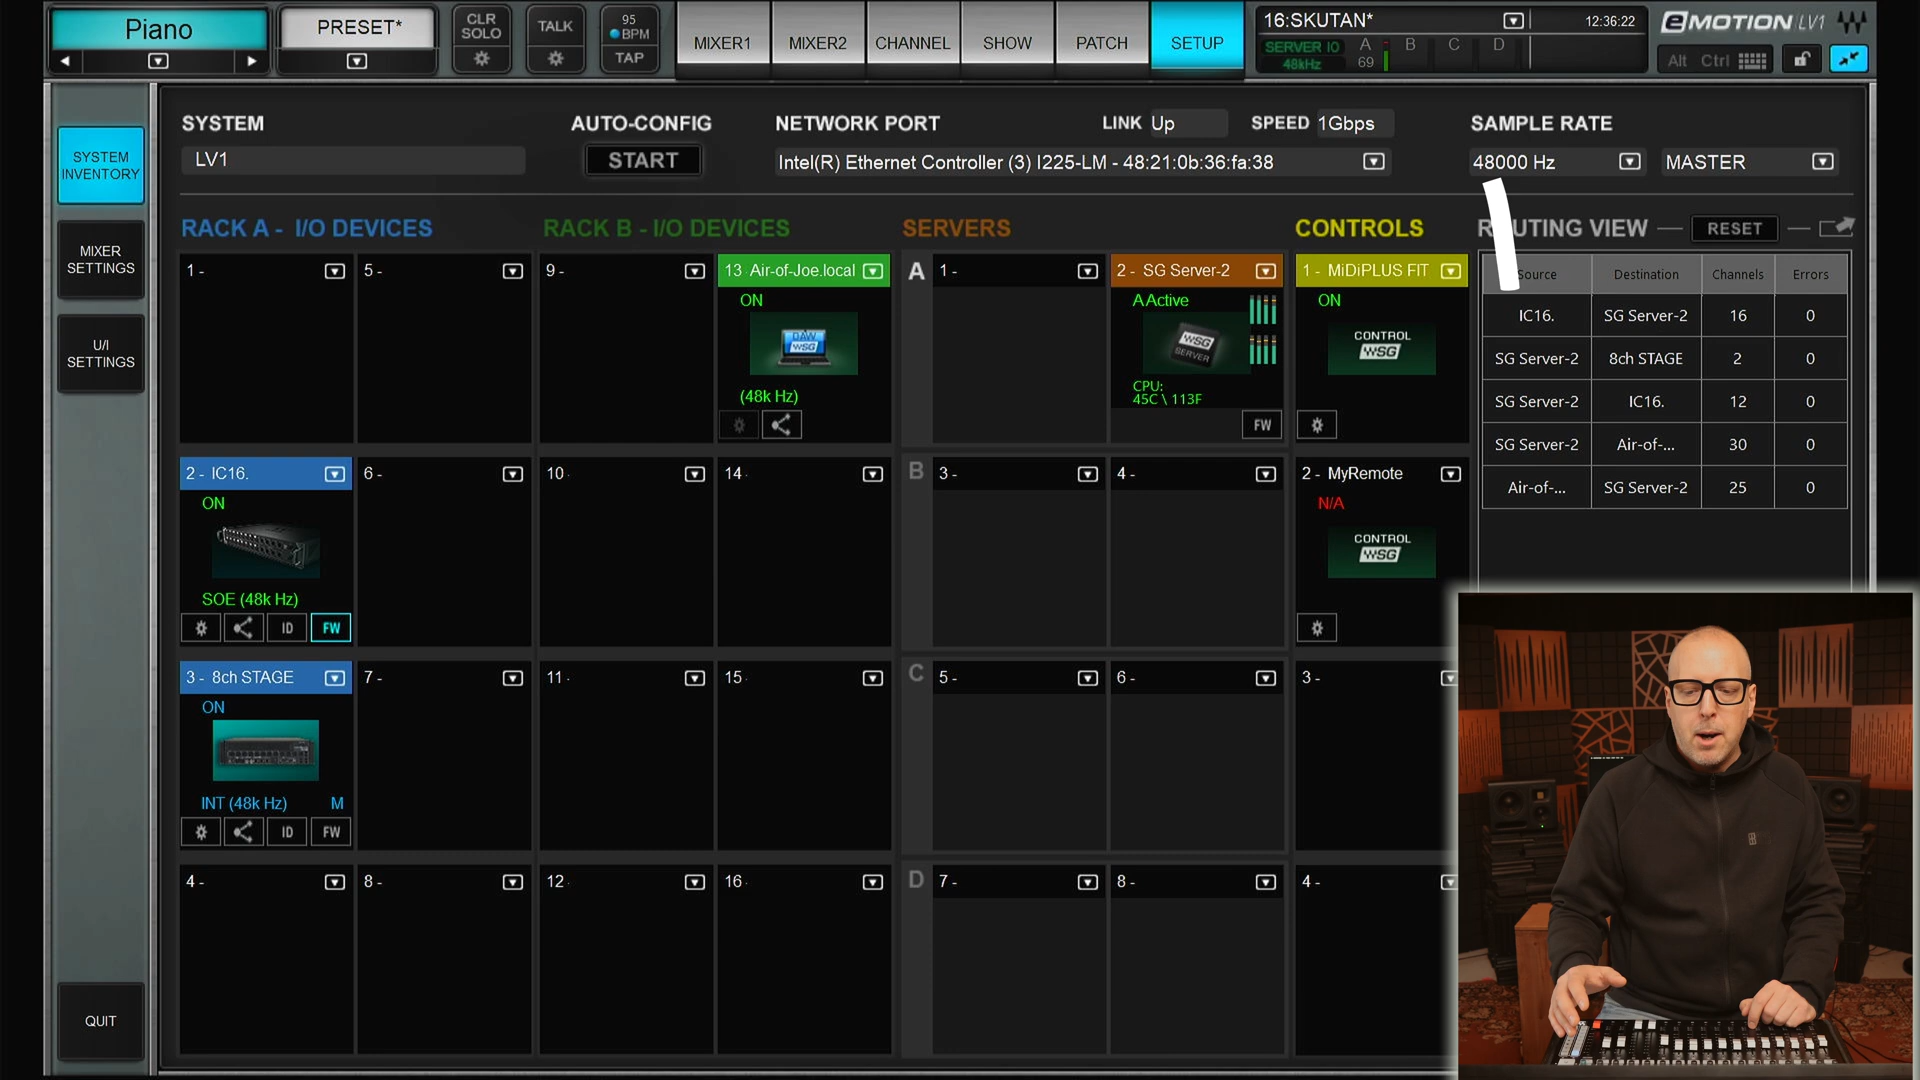 Piano
PRESET*
CLR
SOLO
TALK
95
BPM
TAP
MIXER1
MIXER2
CHANNEL
SHOW
PATCH
SETUP
16:SKUTAN*
12:36:22
SERVER IO
48kHz
A
69
B
C
D
eMOTION LV1
Alt Ctrl
SYSTEM
INVENTORY
MIXER
SETTINGS
U/I
SETTINGS
QUIT
SYSTEM
LV1
AUTO-CONFIG
START
NETWORK PORT
LINK Up
SPEED 1Gbps
Intel(R) Ethernet Controller (3) I225-LM - 48:21:0b:36:fa:38
SAMPLE RATE
48000 Hz
MASTER
RACK A - I/O DEVICES
RACK B - I/O DEVICES
SERVERS
CONTROLS
UTING VIEW
RESET
1 -
5 -
9 -
13 Air-of-Joe.local
ON
DAW
WSG
(48k Hz)
A
1 -
2 - SG Server-2
A Active
WSG
SERVER
CPU:
45C \ 113F
FW
1 - MiDiPLUS FIT
ON
CONTROL
WSG
ource Destination Channels Errors
IC16. SG Server-2 16 0
SG Server-2 8ch STAGE 2 0
SG Server-2 IC16. 12 0
SG Server-2 Air-of-... 30 0
Air-of-... SG Server-2 25 0
2 - IC16.
ON
SOE (48k Hz)
ID
FW
6 -
10
14
B
3 -
4 -
2 - MyRemote
N/A
CONTROL
WSG
3 - 8ch STAGE
ON
INT (48k Hz) M
ID
FW
7 -
11
15
C
5 -
6 -
3 -
4 -
8 -
12
16
D
7 -
8 -
4 -